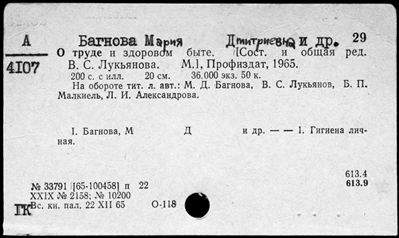 А Багнова Мария Дмитриевна и др. 29
4107 О труде и здоровом быте. [Сост. и общая ред.
В. С. Лукьянова. М.], Профиздат, 1965.
200 с. с илл. 20 см. 36.000 экз. 50 к.
На обороте тит. л. авт.: М. Д. Багнова, В. С. Лукьянов, Б. П.
Малкиель, Л. И. Александрова.
1. Багнова, М Д и др. — — 1. Гигиена лич-
ная.
613.4
№ 33791 [65-100458] п 22 613.9
XXIX № 2158; № 10200
ГК Вс. кн. пал. 22 XII 65 О-118